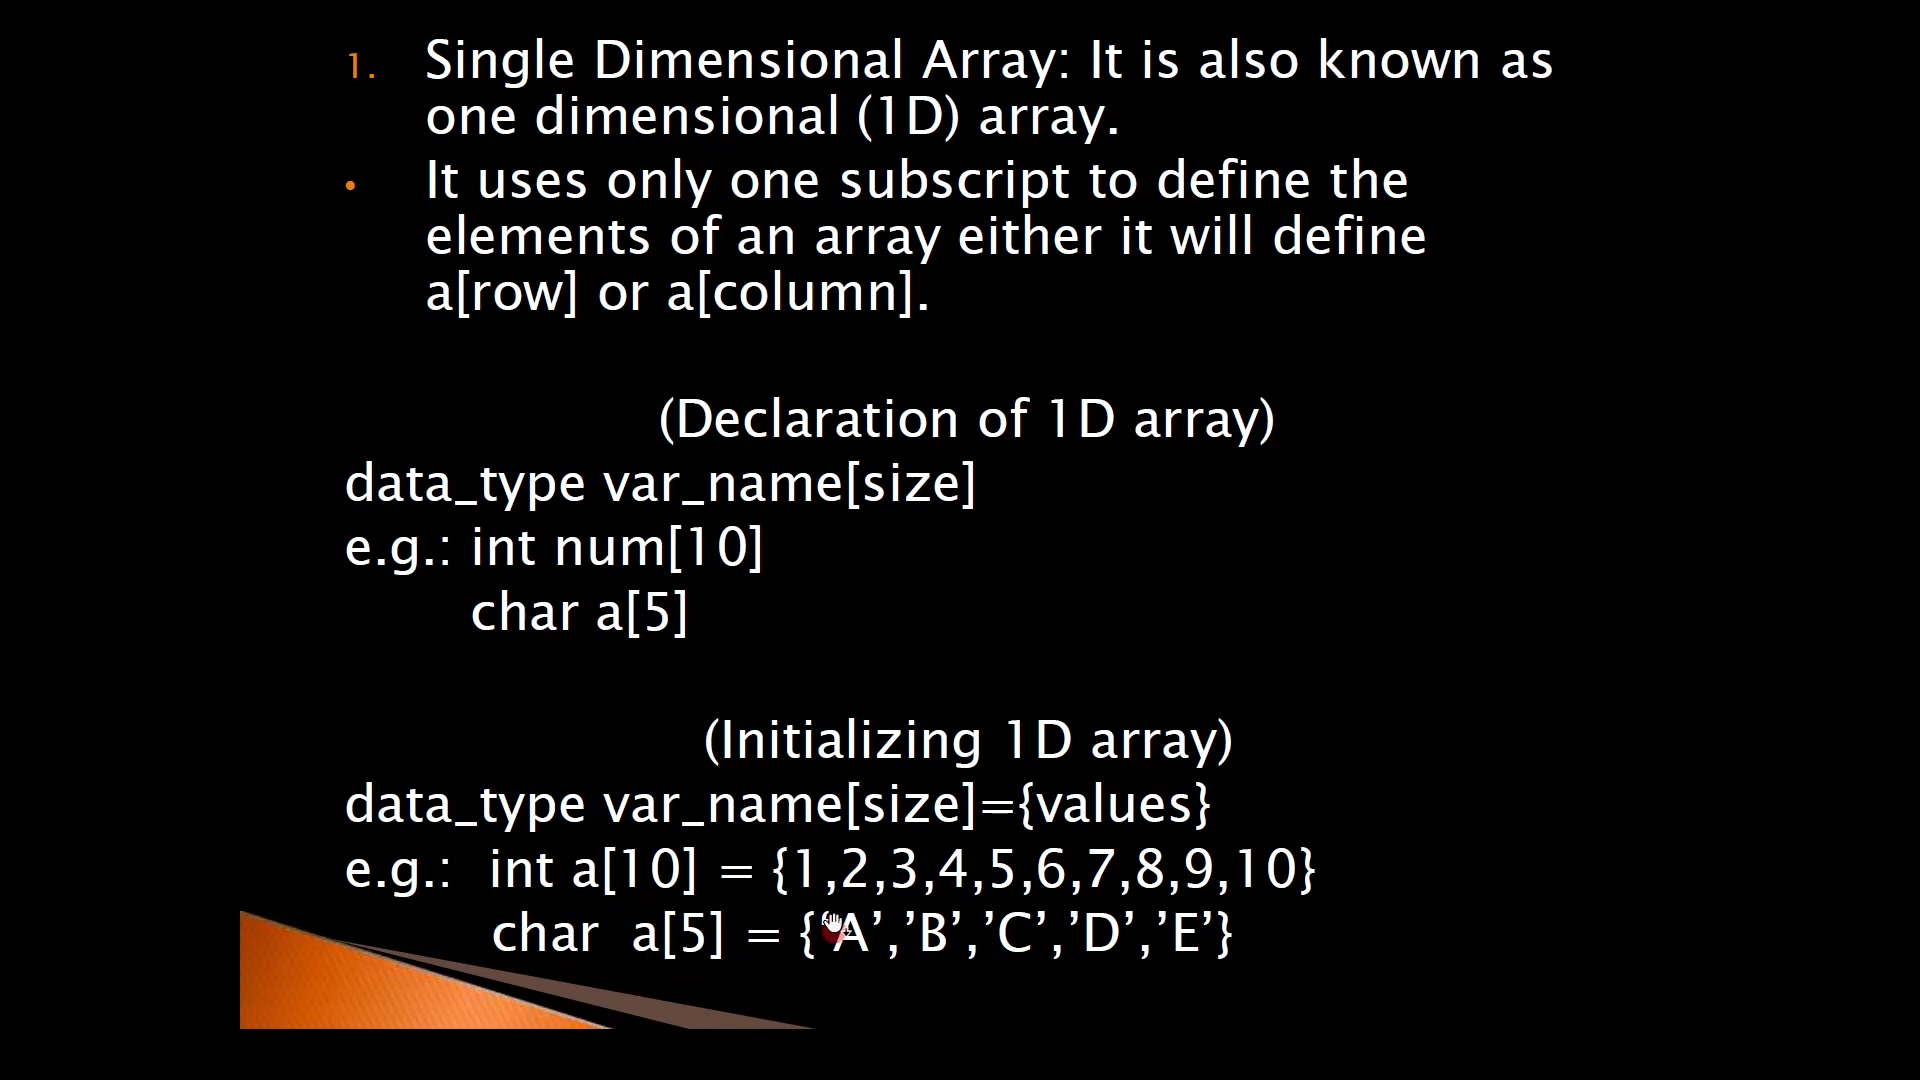 1. Single Dimensional Array: It is also known as
one dimensional (1D) array.
• It uses only one subscript to define the
elements of an array either it will define
a[row] or a[column].
(Declaration of 1D array)
data_type var_name[size]
e.g.: int num[10]
char a[5]
(Initializing 1D array)
data_type var_name[size]={values}
e.g.: int a[10] = {1,2,3,4,5,6,7,8,9,10}
char a[5] = {‘A’,’B’,’C’,’D’,’E’}